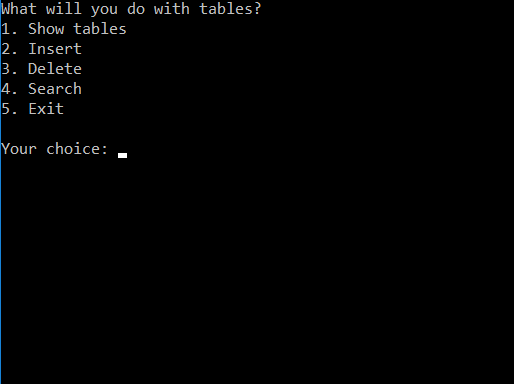 What will you do with tables?
1. Show tables
2. Insert
3. Delete
4. Search
5. Exit
Your choice: